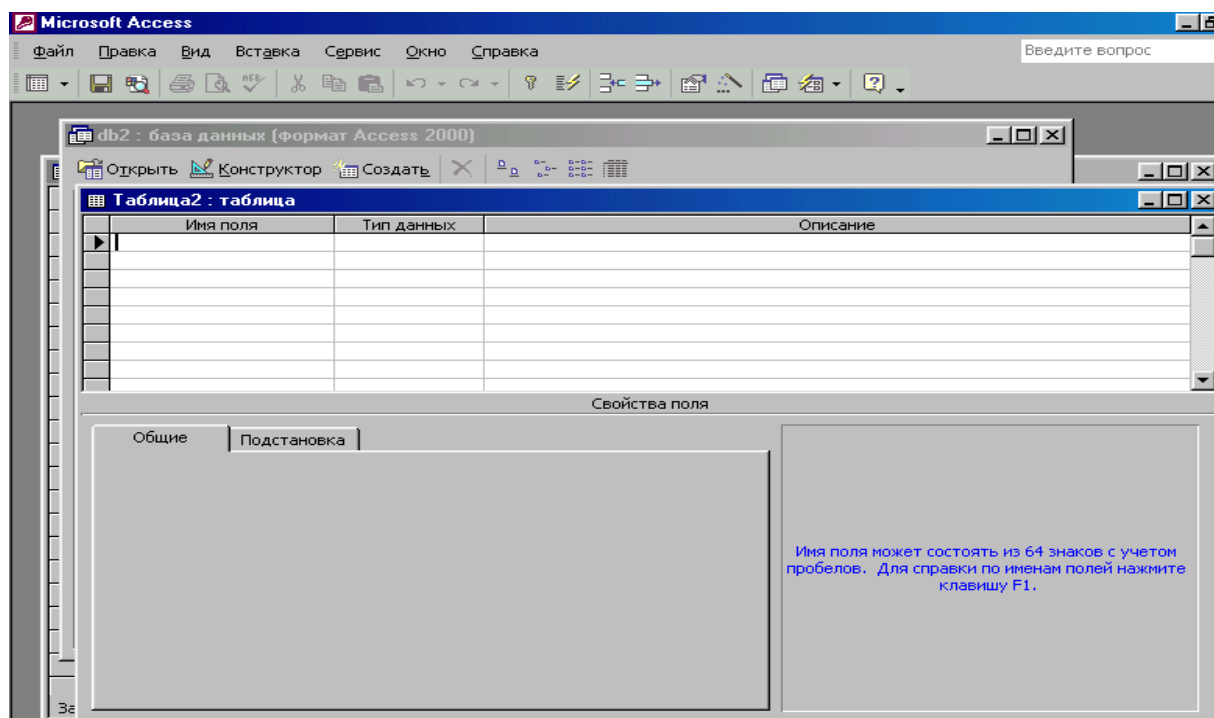 Microsoft Access
Файл Правка Вид Вставка Сервис Окно Справка Введите вопрос
db2 : база данных (формат Access 2000)
Открыть Конструктор Создать
Таблица2 : таблица
Имя поля Тип данных Описание
Свойства поля
Общие Подстановка
Имя поля может состоять из 64 знаков с учетом
пробелов. Для справки по именам полей нажмите
клавишу F1.
За